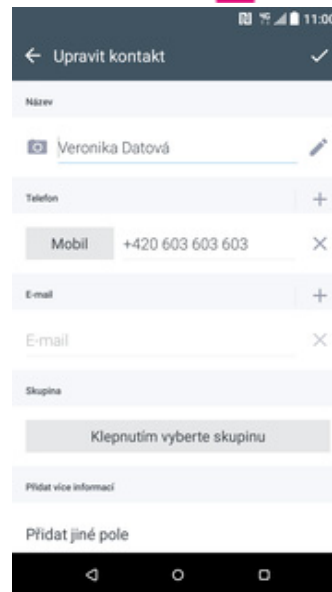 11:00
Upravit kontakt
Název
Veronika Datová
Telefon
Mobil +420 603 603 603
E-mail
E-mail
Skupina
Klepnutím vyberte skupinu
Přidat více informací
Přidat jiné pole